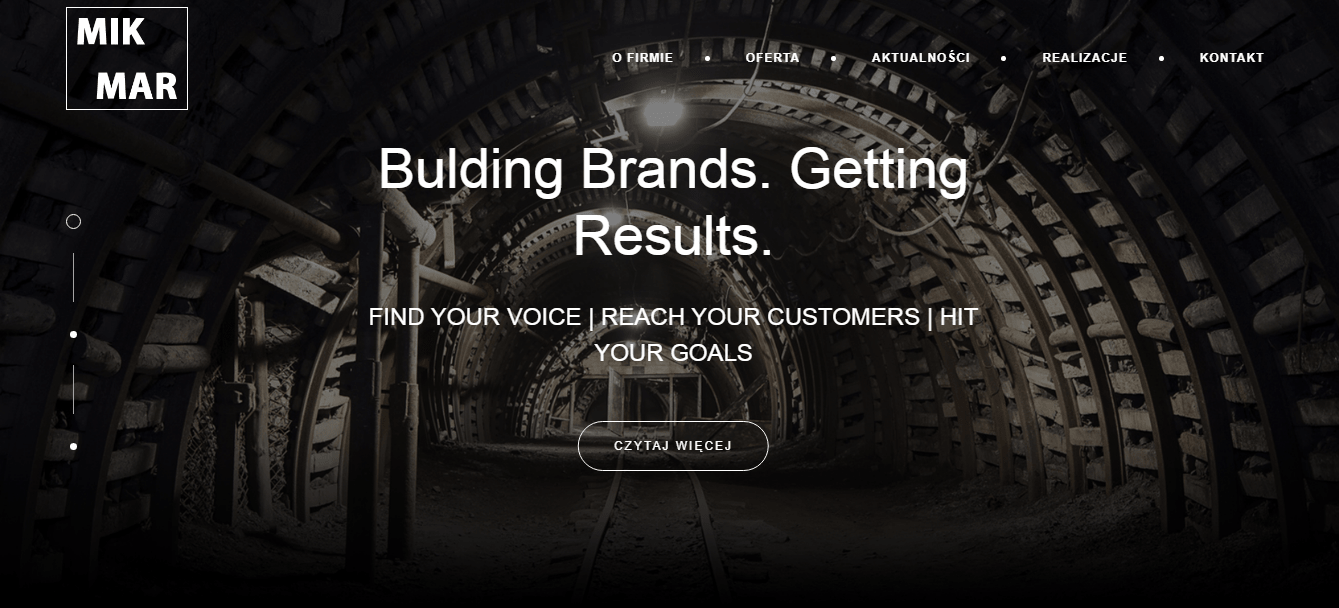 MIK
MAR
O FIRMIE
OFERTA
AKTUALNOŚCI
REALIZACJE
KONTAKT
Bulding Brands. Getting
Results.
FIND YOUR VOICE | REACH YOUR CUSTOMERS | HIT
YOUR GOALS
CZYTAJ WIĘCEJ